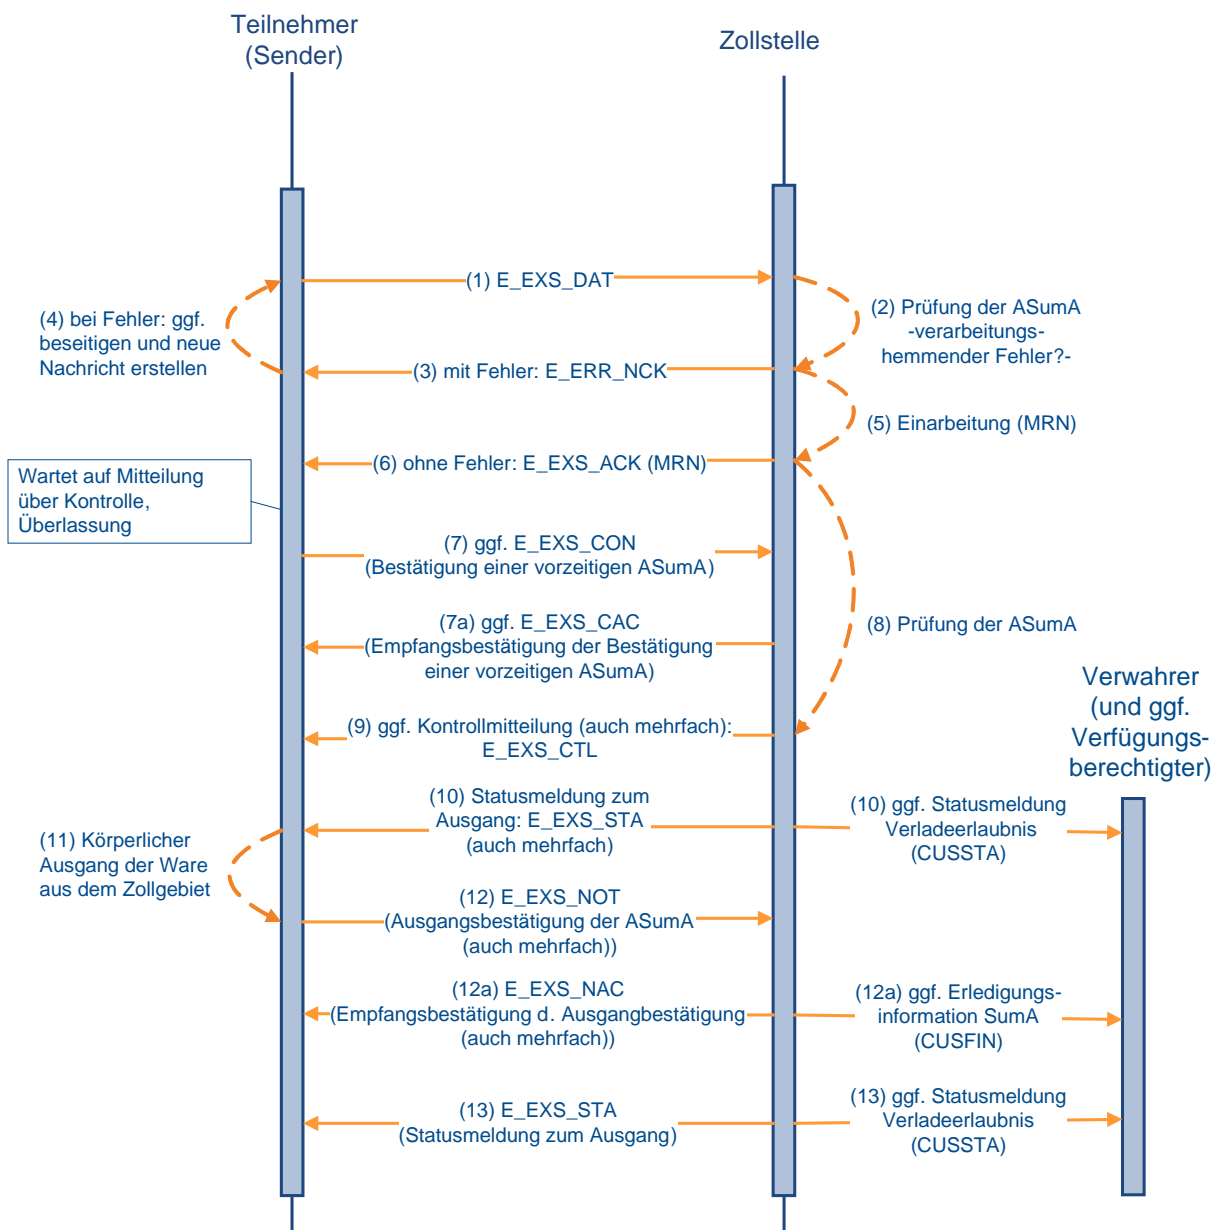 Teilnehmer
(Sender)
Zollstelle
(1) E_EXS_DAT
(2) Prüfung der ASumA
-verarbeitungs-
hemmender Fehler?-
(4) bei Fehler: ggf.
beseitigen und neue
Nachricht erstellen
(3) mit Fehler: E_ERR_NCK
(5) Einarbeitung (MRN)
(6) ohne Fehler: E_EXS_ACK (MRN)
Wartet auf Mitteilung
über Kontrolle,
Überlassung
(7) ggf. E_EXS_CON
(Bestätigung einer vorzeitigen ASumA)
(7a) ggf. E_EXS_CAC
(Empfangsbestätigung der Bestätigung
einer vorzeitigen ASumA)
(8) Prüfung der ASumA
Verwahrer
(und ggf.
Verfügungs-
berechtigter)
(9) ggf. Kontrollmitteilung (auch mehrfach):
E_EXS_CTL
(10) Statusmeldung zum
Ausgang: E_EXS_STA
(auch mehrfach)
(10) ggf. Statusmeldung
Verladeerlaubnis
(CUSSTA)
(11) Körperlicher
Ausgang der Ware
aus dem Zollgebiet
(12) E_EXS_NOT
(Ausgangsbestätigung der ASumA
(auch mehrfach))
(12a) E_EXS_NAC
(Empfangsbestätigung d. Ausgangbestätigung
(auch mehrfach))
(12a) ggf. Erledigungs-
information SumA
(CUSFIN)
(13) E_EXS_STA
(Statusmeldung zum Ausgang)
(13) ggf. Statusmeldung
Verladeerlaubnis
(CUSSTA)